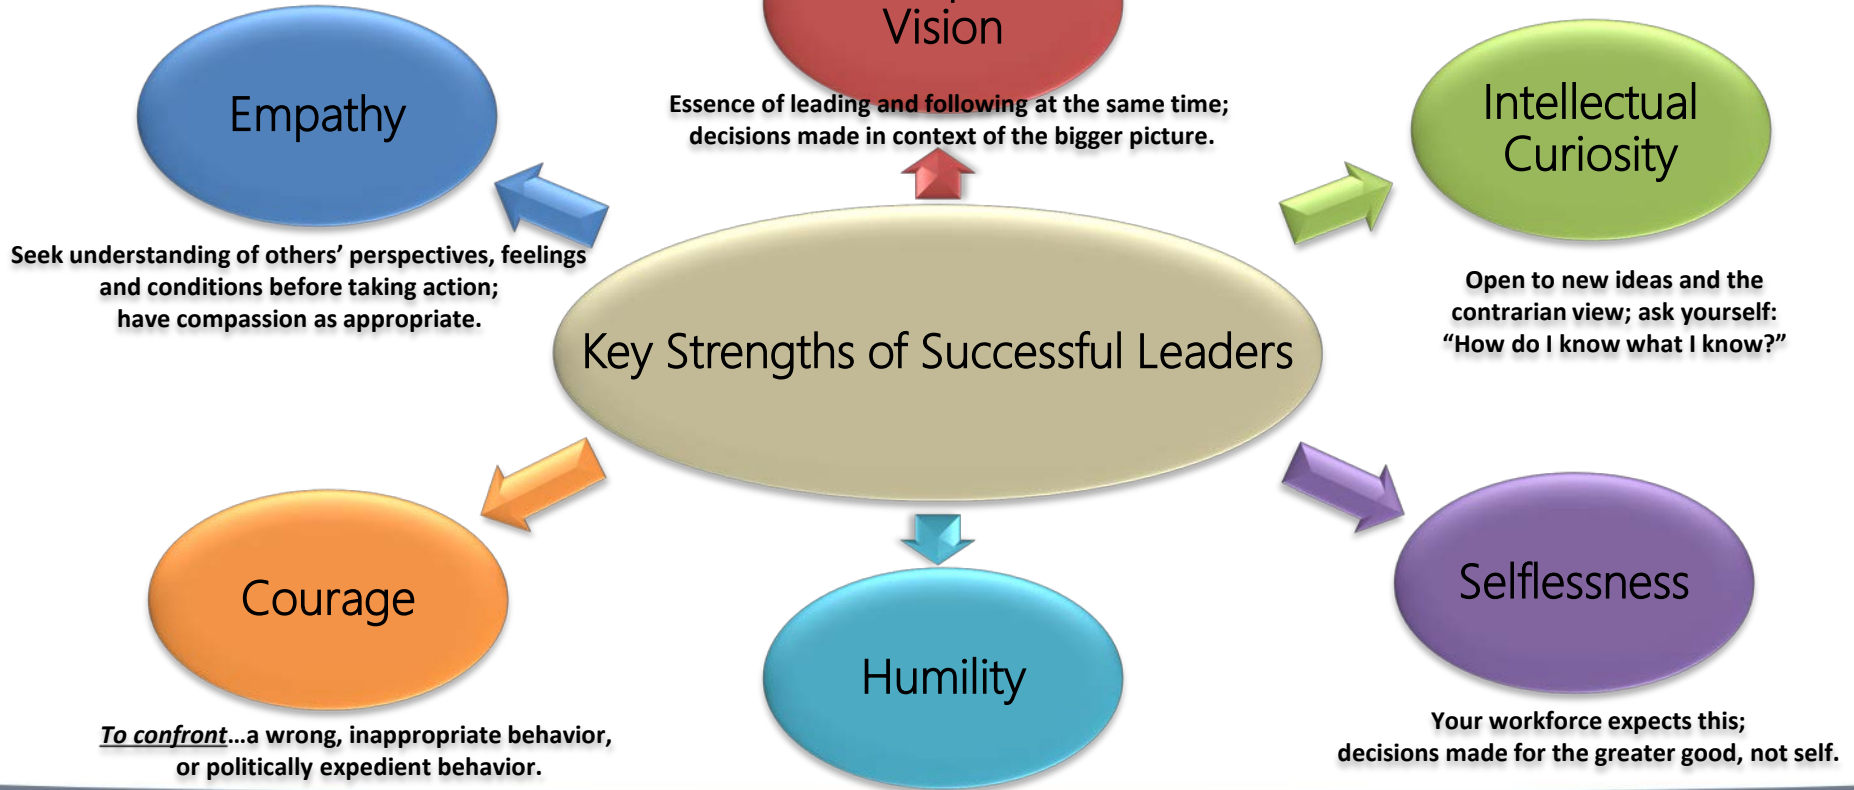 Vision
Essence of leading and following at the same time;
decisions made in context of the bigger picture.
Empathy
Seek understanding of others’ perspectives, feelings
and conditions before taking action;
have compassion as appropriate.
Intellectual
Curiosity
Open to new ideas and the
contrarian view; ask yourself:
“How do I know what I know?”
Key Strengths of Successful Leaders
Courage
To confront…a wrong, inappropriate behavior,
or politically expedient behavior.
Humility
Selflessness
Your workforce expects this;
decisions made for the greater good, not self.